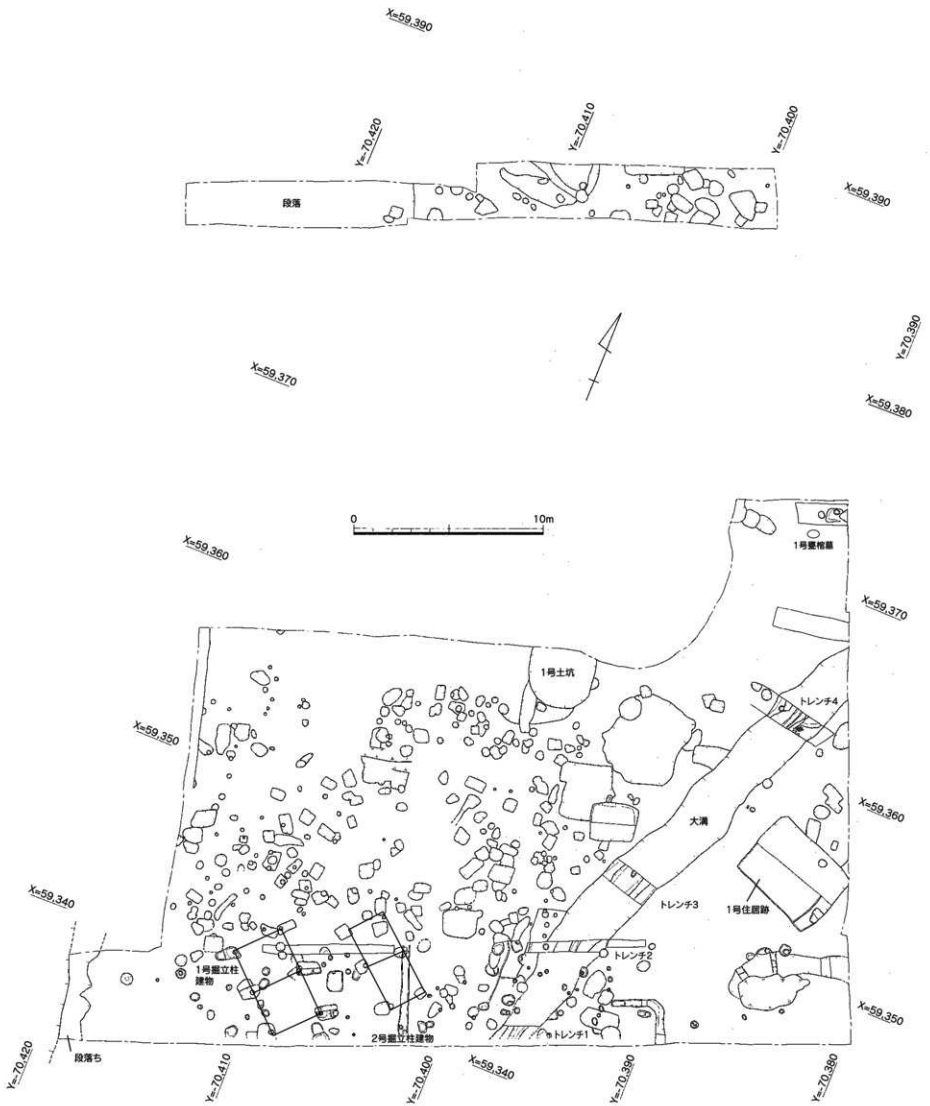 X=59,390
Y=-70,420
Y=-70,410
Y=-70,400
段落
X=59,390
Y=-70,390
X=59,370
X=59,380
0 10m
X=59,360
1号甕棺墓
X=59,370
1号土坑
トレンチ4
X=59,350
大溝
X=59,360
トレンチ3
1号住居跡
X=59,340
1号掘立柱
建物
トレンチ2
2号掘立柱建物
トレンチ1
X=59,350
段落ち
X=59,340
Y=-70,420
Y=-70,410
Y=-70,400
Y=-70,390
Y=-70,380